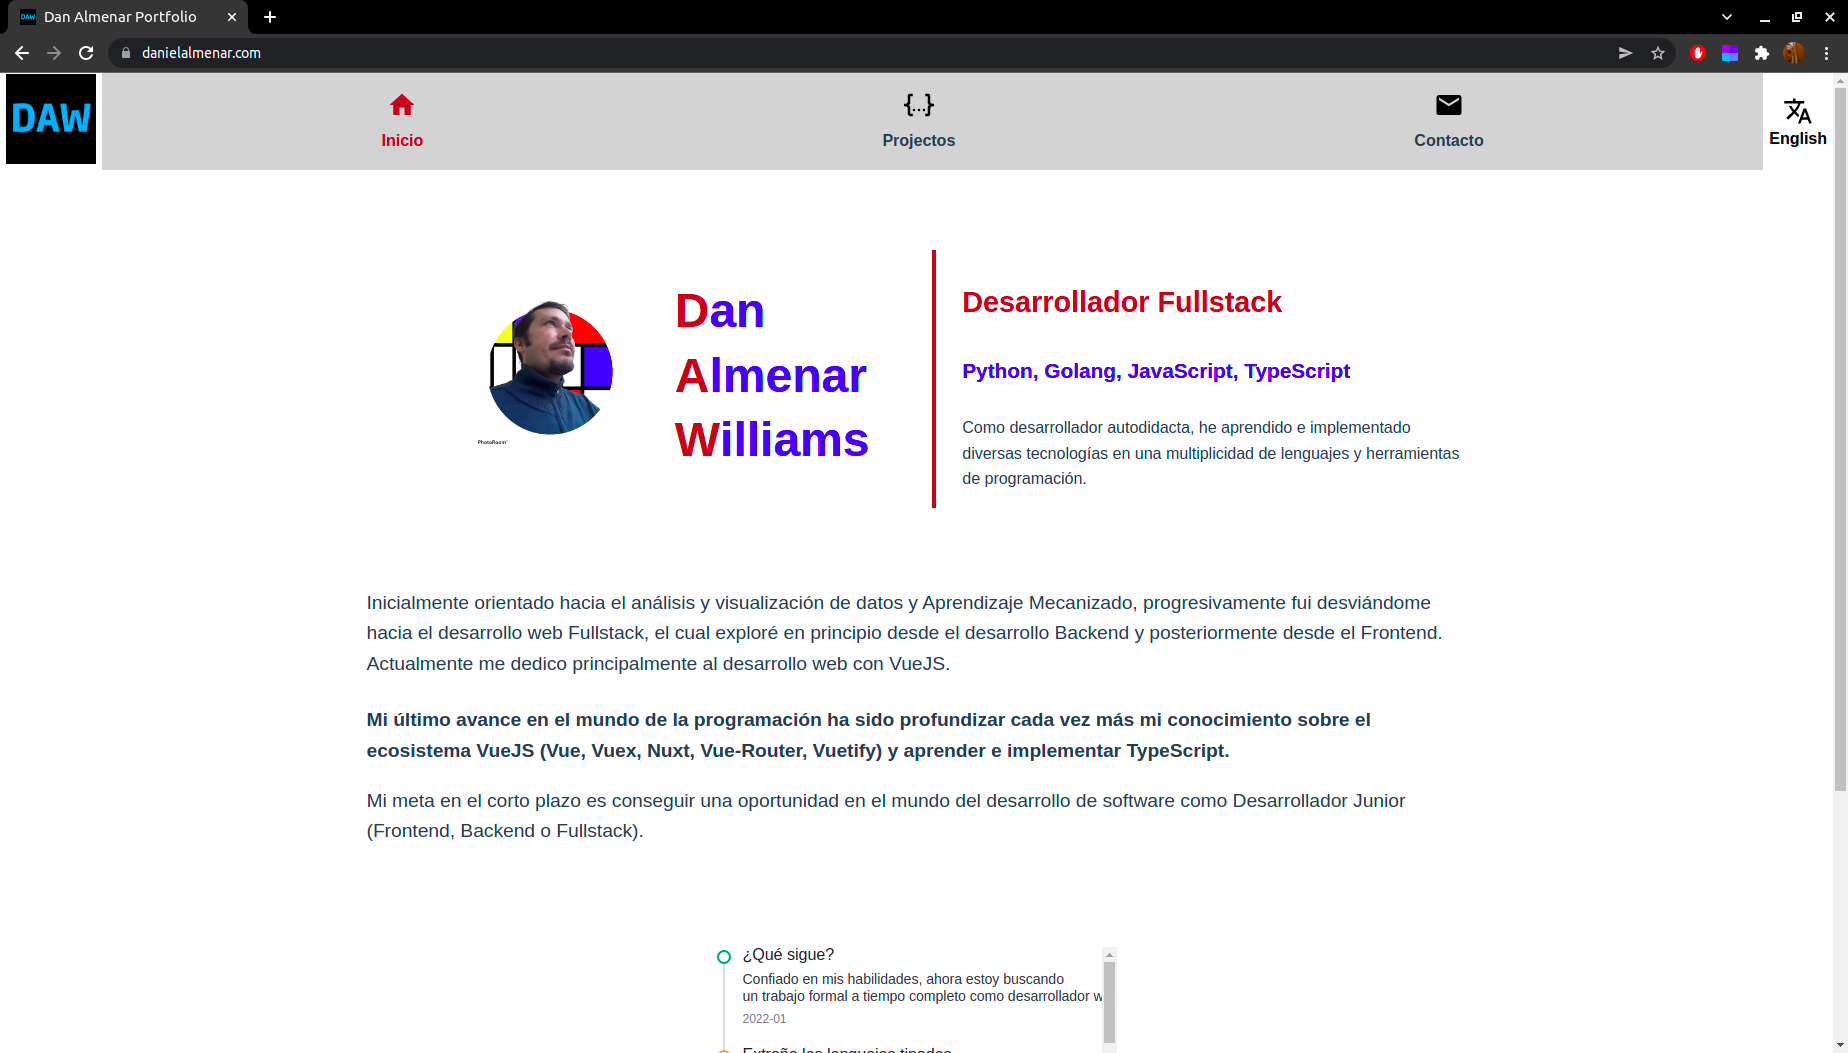 DAW Dan Almenar Portfolio
danielalmenar.com
DAW
Inicio
{...}
Projectos
Contacto
English
Dan
Almenar
Williams
PhotoRoom
Desarrollador Fullstack
Python, Golang, JavaScript, TypeScript
Como desarrollador autodidacta, he aprendido e implementado
diversas tecnologías en una multiplicidad de lenguajes y herramientas
de programación.
Inicialmente orientado hacia el análisis y visualización de datos y Aprendizaje Mecanizado, progresivamente fui desviándome
hacia el desarrollo web Fullstack, el cual exploré en principio desde el desarrollo Backend y posteriormente desde el Frontend.
Actualmente me dedico principalmente al desarrollo web con VueJS.
Mi último avance en el mundo de la programación ha sido profundizar cada vez más mi conocimiento sobre el
ecosistema VueJS (Vue, Vuex, Nuxt, Vue-Router, Vuetify) y aprender e implementar TypeScript.
Mi meta en el corto plazo es conseguir una oportunidad en el mundo del desarrollo de software como Desarrollador Junior
(Frontend, Backend o Fullstack).
¿Qué sigue?
Confiado en mis habilidades, ahora estoy buscando
un trabajo formal a tiempo completo como desarrollador w
2022-01
Extraño los lenguajes tipados